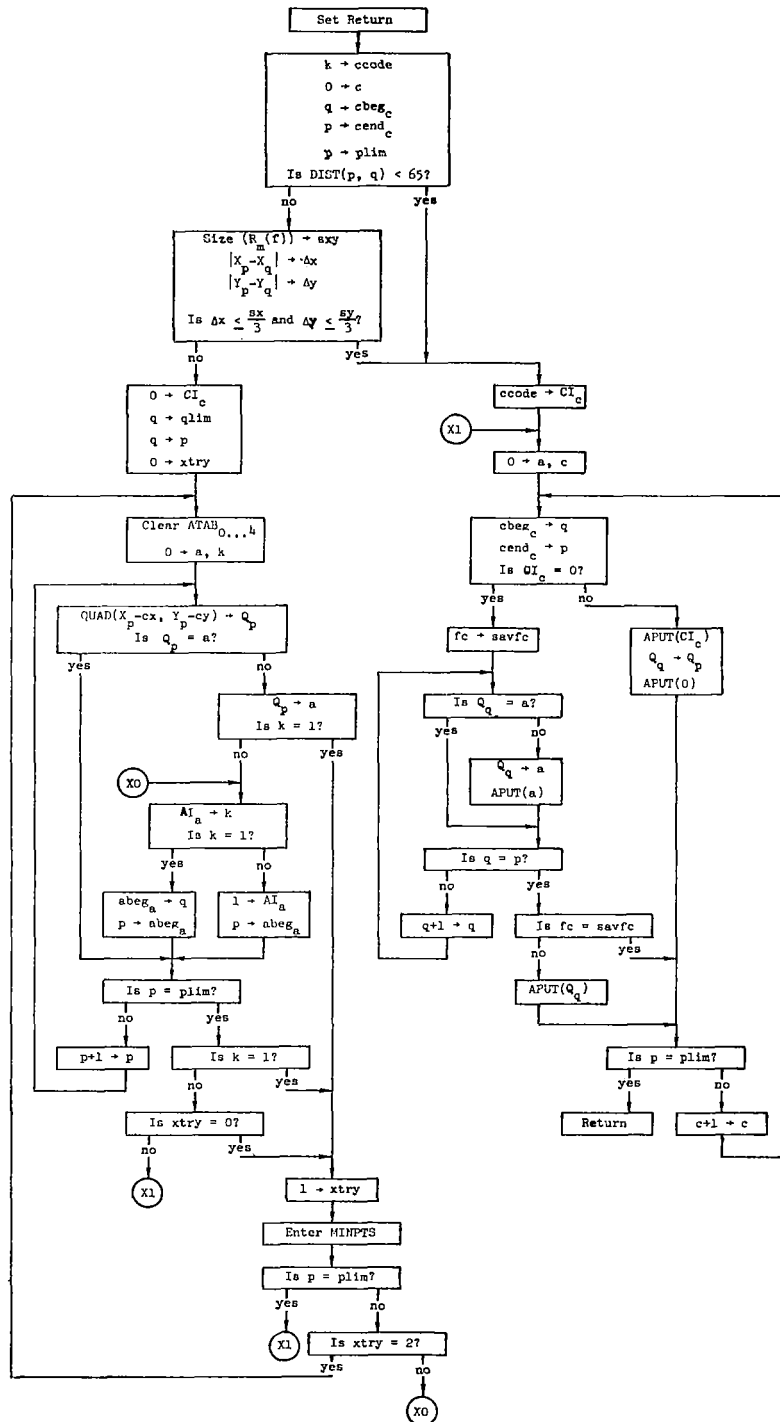 Set Return
k → ccode
0 → c
q → cbeg_c
p → cend_c
p → plim
Is DIST(p, q) < 65?
no
yes
Size (R_m(f)) → sxy
|X_p-X_q| → Δx
|Y_p-Y_q| → Δy
Is Δx ≤ sx/3 and Δy ≤ sy/3?
no
yes
0 → CI_c
q → qlim
q → p
0 → xtry
ccode → CI_c
X1
0 → a, c
Clear ATAB_0...4
0 → a, k
cbeg_c → q
cend_c → p
Is QI_c = 0?
yes
no
QUAD(X_p-cx, Y_p-cy) → Q_p
Is Q_p = a?
yes
no
fc → savfc
APUT(CI_c)
Q_q → Q_p
APUT(0)
Q_p → a
Is k = 1?
no
yes
Is Q_q = a?
yes
no
X0
Q_q → a
APUT(a)
AI_a → k
Is k = 1?
yes
no
Is q = p?
no
yes
abeg_a → q
p → abeg_a
1 → AI_a
p → abeg_a
q+1 → q
Is fc = savfc
no
yes
Is p = plim?
no
yes
APUT(Q_q)
p+1 → p
Is k = 1?
no
yes
Is p = plim?
yes
no
Is xtry = 0?
no
yes
Return
c+1 → c
X1
1 → xtry
Enter MINPTS
Is p = plim?
yes
no
X1
Is xtry = 2?
yes
no
X0